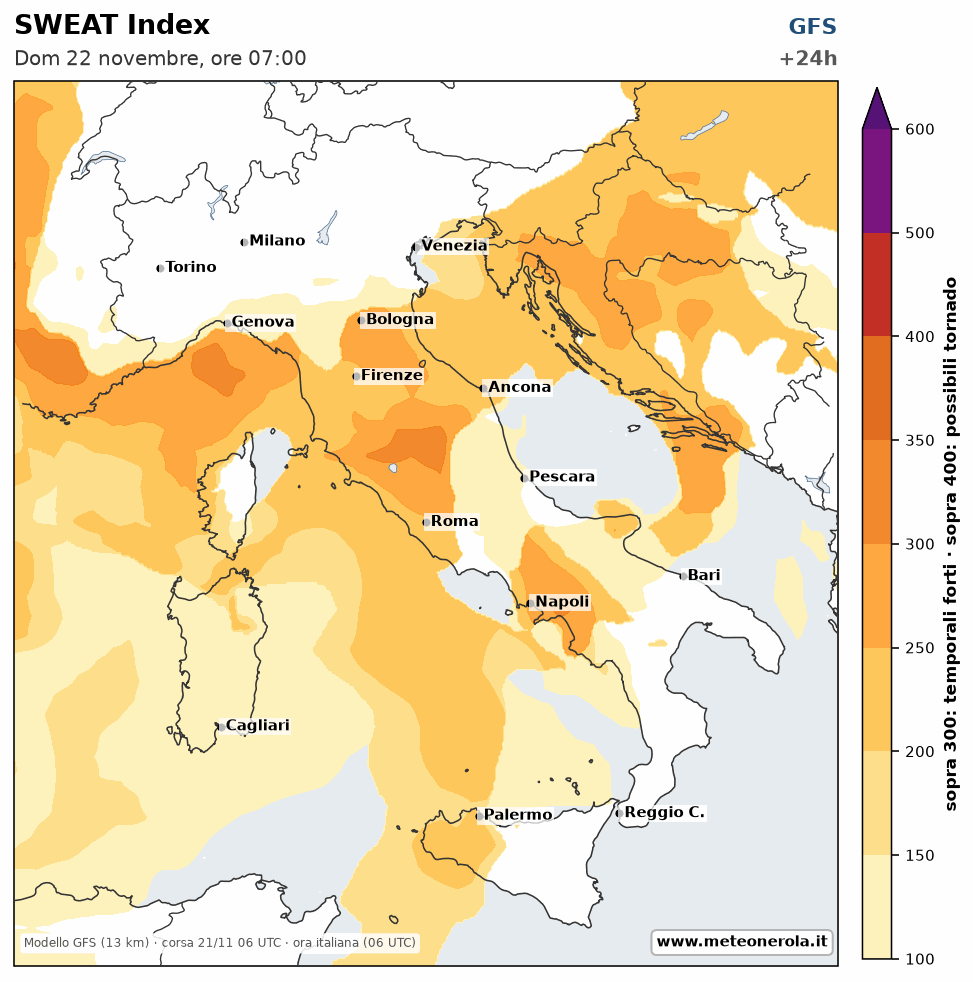 SWEAT Index
GFS
Dom 22 novembre, ore 07:00
+24h
600
500
400
350
300
250
200
150
100
sopra 300: temporali forti · sopra 400: possibili tornado
Milano
Venezia
Torino
Genova
Bologna
Firenze
Ancona
Pescara
Roma
Bari
Napoli
Cagliari
Palermo
Reggio C.
Modello GFS (13 km) · corsa 21/11 06 UTC · ora italiana (06 UTC)
www.meteonerola.it